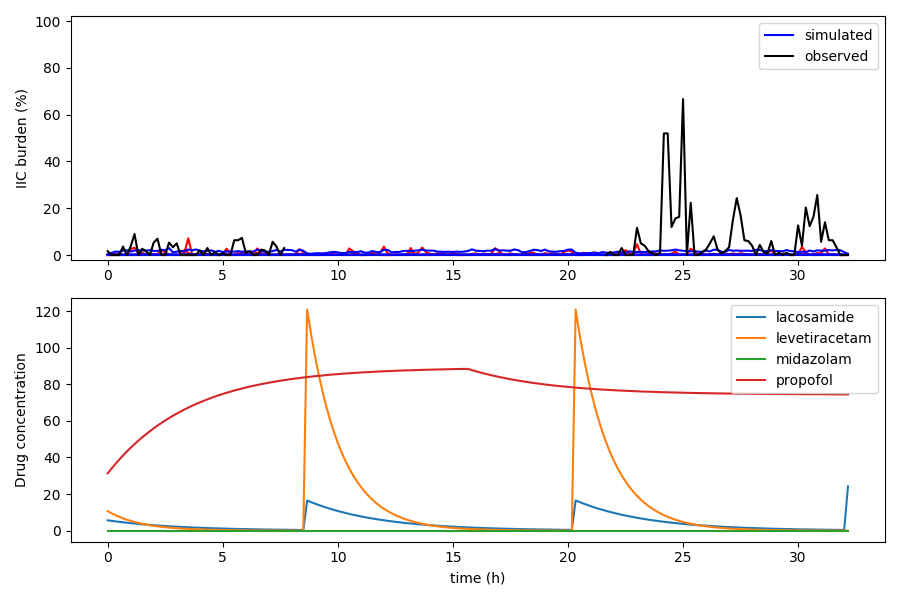 100
80
60
40
20
0
IIC burden (%)
simulated
observed
0 5 10 15 20 25 30
120
100
80
60
40
20
0
Drug concentration
lacosamide
levetiracetam
midazolam
propofol
0 5 10 15 20 25 30
time (h)